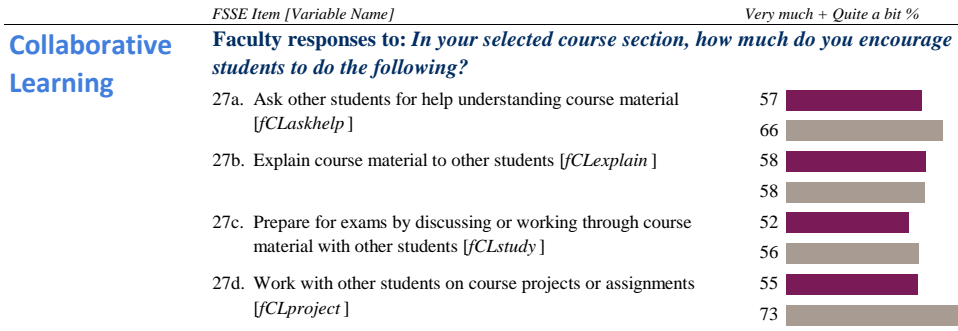 FSSE Item [Variable Name]
Very much + Quite a bit %
Collaborative
Learning
Faculty responses to: In your selected course section, how much do you encourage
students to do the following?
27a. Ask other students for help understanding course material
[fCLaskhelp ]
57
66
27b. Explain course material to other students [fCLexplain ]
58
58
27c. Prepare for exams by discussing or working through course
material with other students [fCLstudy ]
52
56
27d. Work with other students on course projects or assignments
[fCLproject ]
55
73